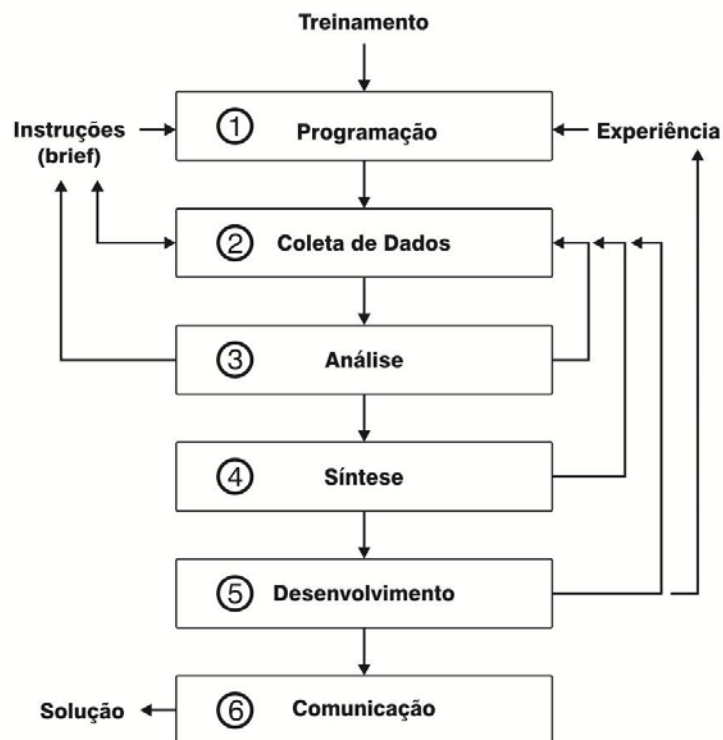 Treinamento
Instruções
(brief)
① Programação
Experiência
② Coleta de Dados
③ Análise
④ Síntese
⑤ Desenvolvimento
Solução
⑥ Comunicação